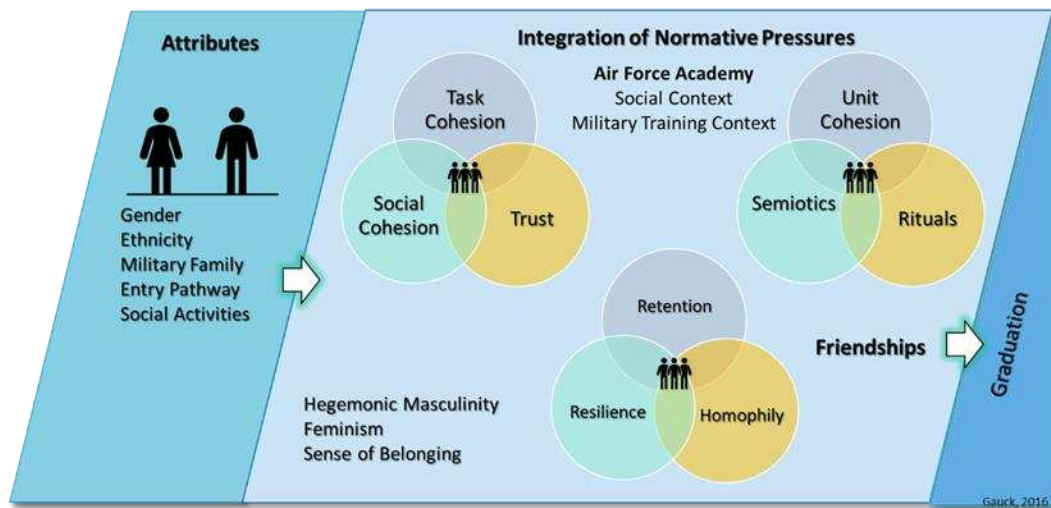 Attributes
Gender
Ethnicity
Military Family
Entry Pathway
Social Activities
Integration of Normative Pressures
Air Force Academy
Social Context
Military Training Context
Task
Cohesion
Social
Cohesion
Trust
Unit
Cohesion
Semiotics
Rituals
Retention
Resilience
Homophily
Hegemonic Masculinity
Feminism
Sense of Belonging
Friendships
Graduation
Gauck, 2016